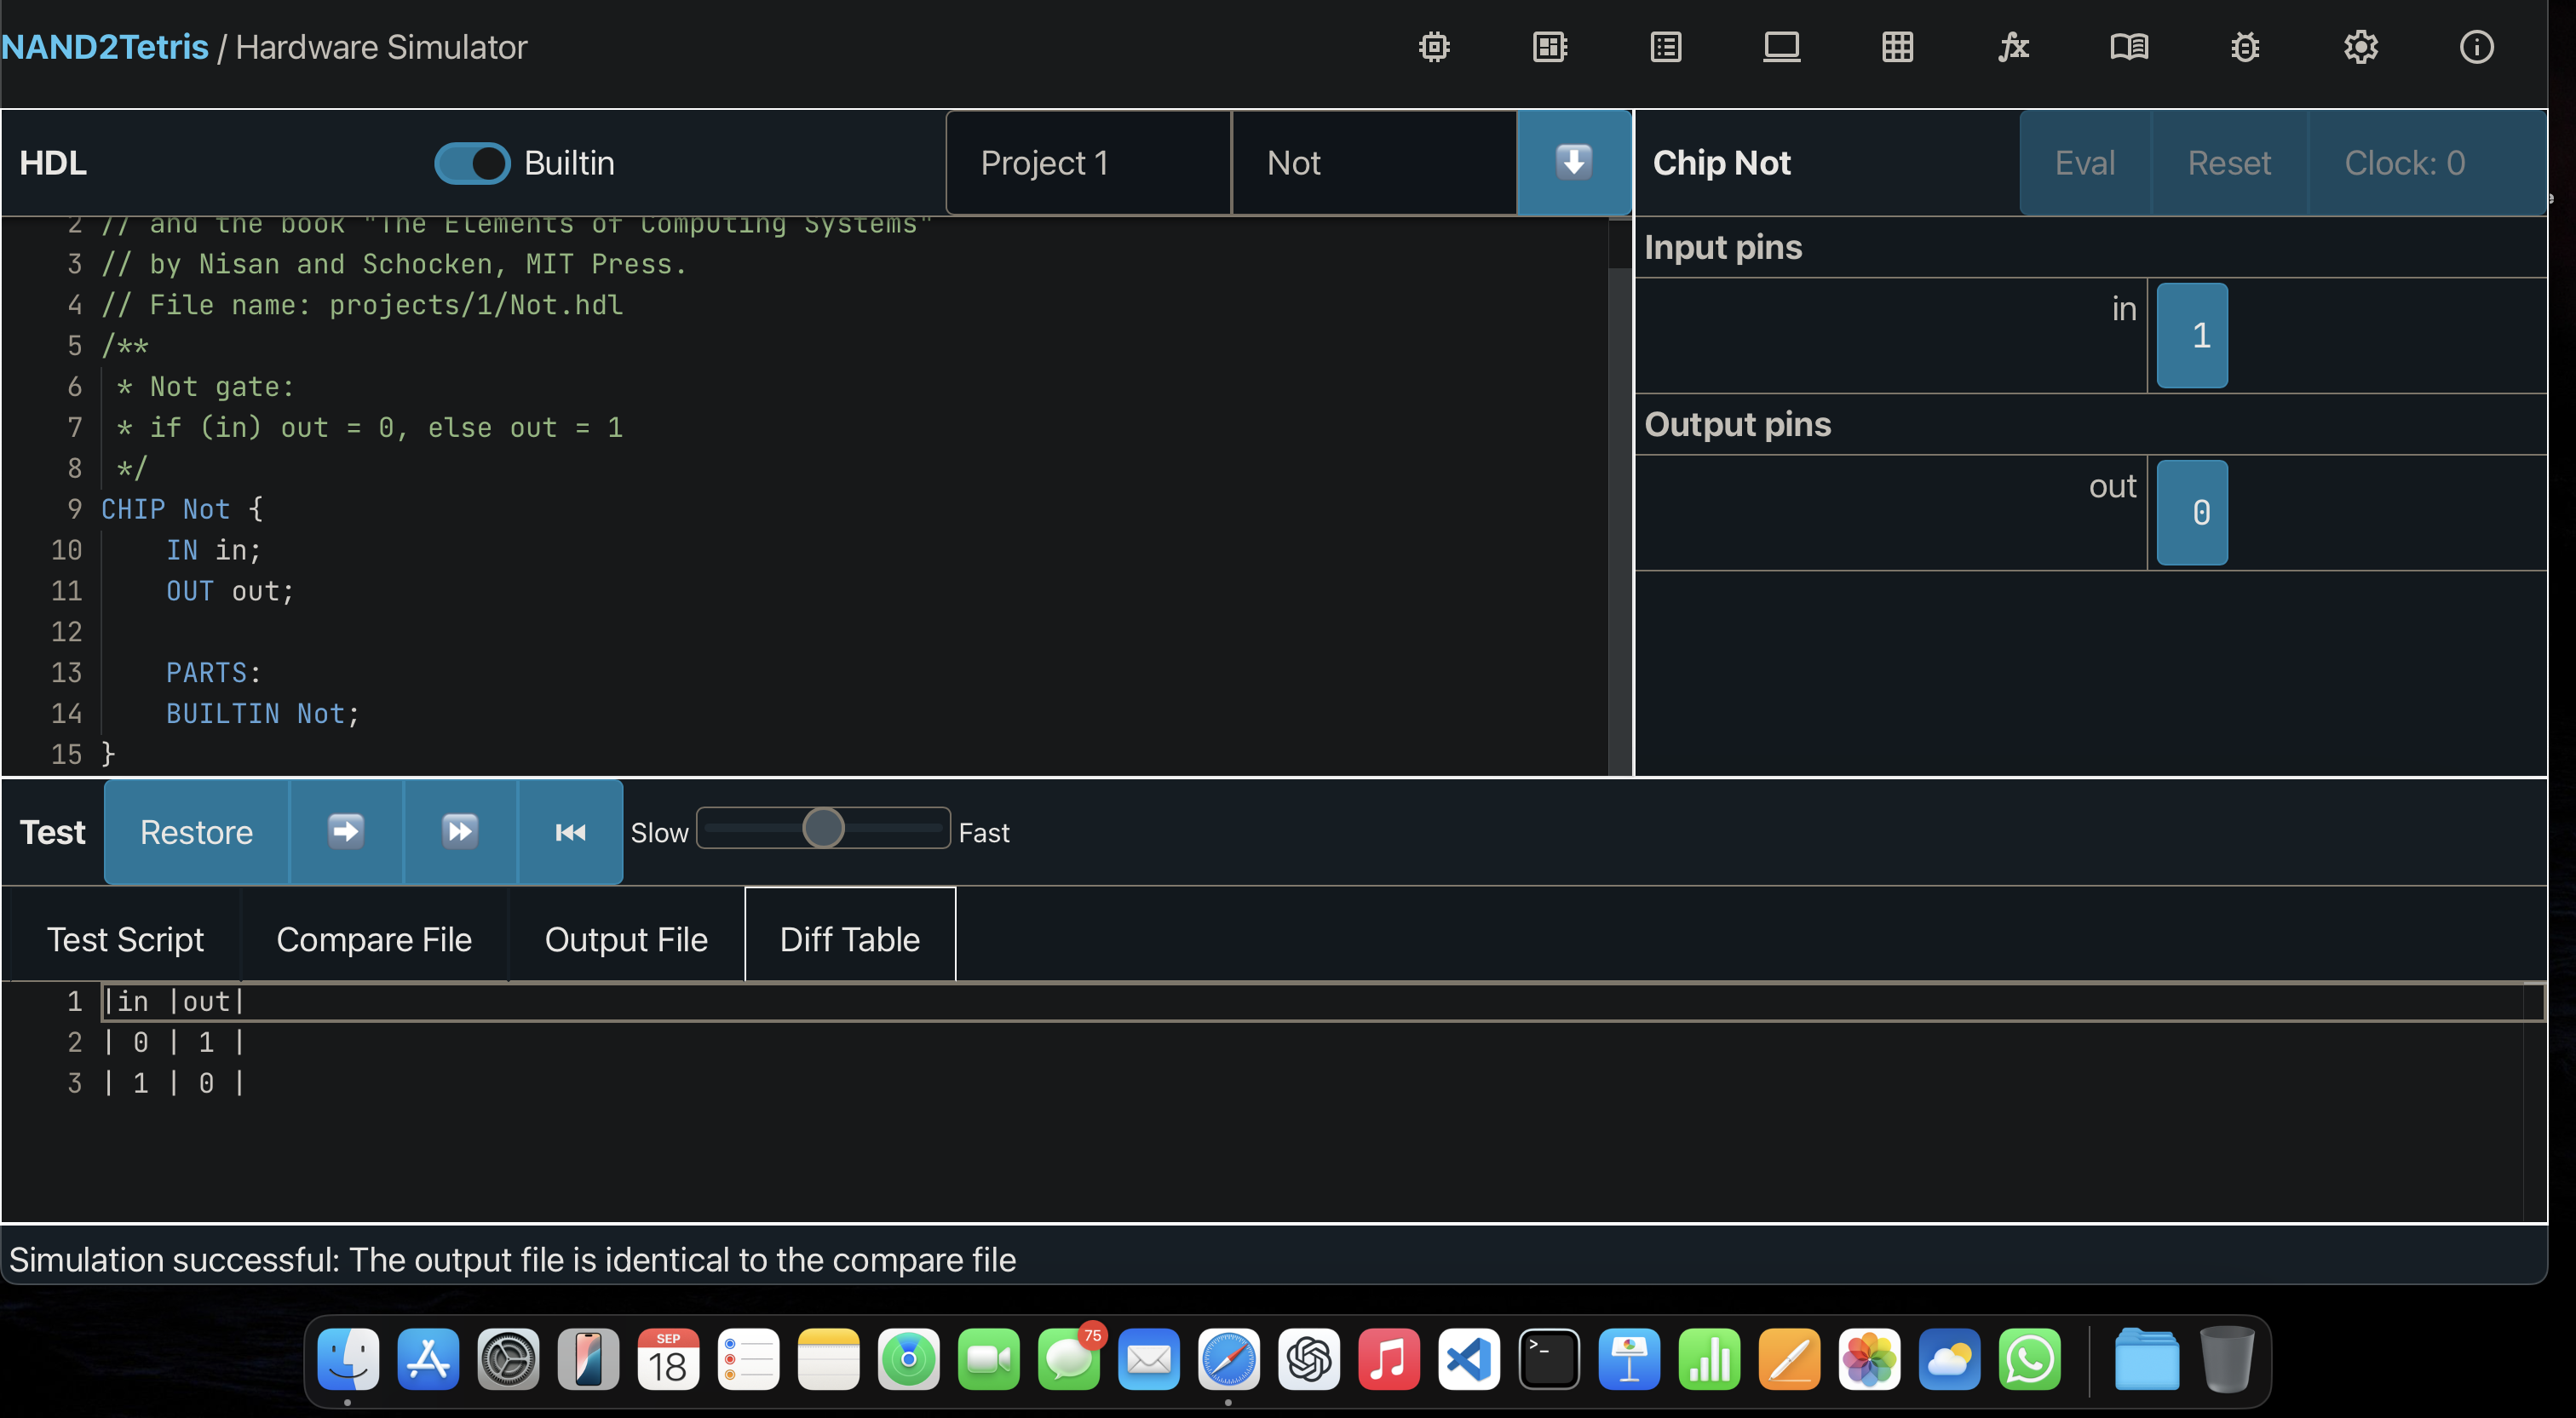 NAND2Tetris / Hardware Simulator
HDL
Builtin
Project 1
Not
Chip Not
Eval
Reset
Clock: 0
2 // and the book "The Elements of Computing Systems"
3 // by Nisan and Schocken, MIT Press.
4 // File name: projects/1/Not.hdl
5 /**
6 * Not gate:
7 * if (in) out = 0, else out = 1
8 */
9 CHIP Not {
10 IN in;
11 OUT out;
12
13 PARTS:
14 BUILTIN Not;
15 }
Input pins
in
1
Output pins
out
0
Test
Restore
Slow
Fast
Test Script
Compare File
Output File
Diff Table
1 |in |out|
2 | 0 | 1 |
3 | 1 | 0 |
Simulation successful: The output file is identical to the compare file
SEP
18
75
>_